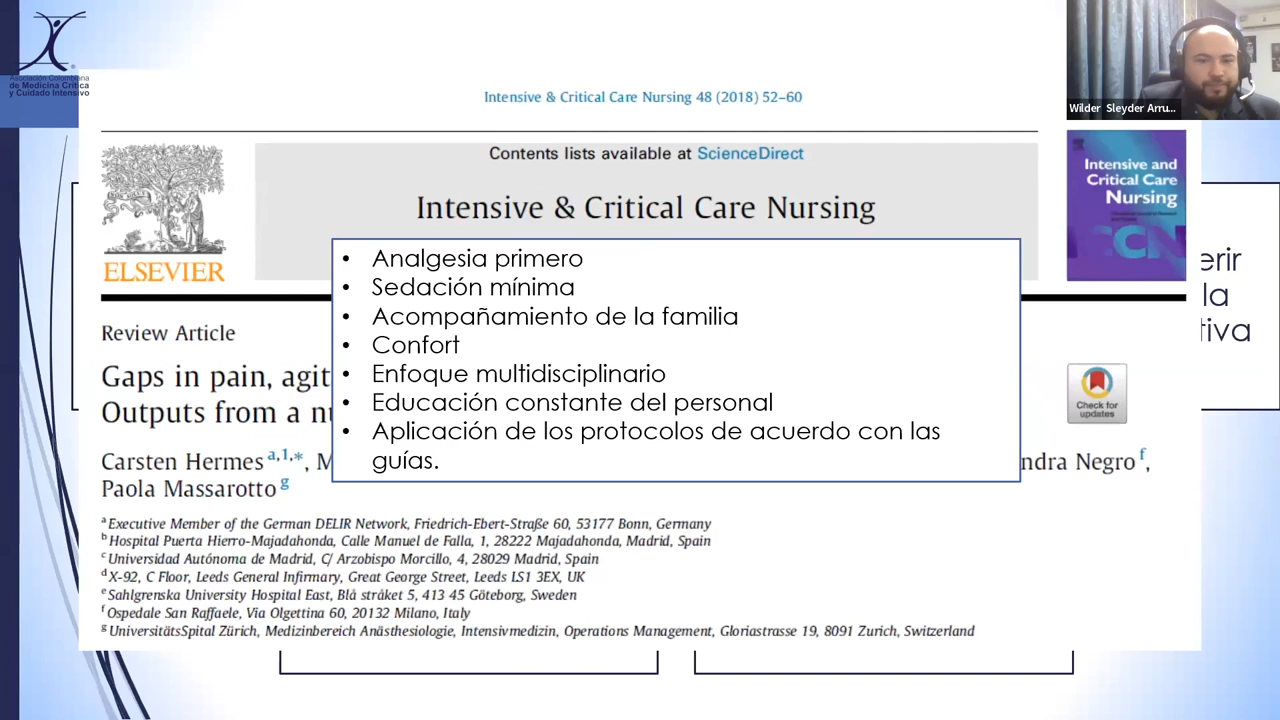 Asociación Colombiana
de Medicina Crítica
y Cuidado Intensivo
Wilder Sleyder Arru...
Intensive & Critical Care Nursing 48 (2018) 52–60
Contents lists available at ScienceDirect
Intensive & Critical Care Nursing
ELSEVIER
Intensive and
Critical Care
Nursing
• Analgesia primero
• Sedación mínima
• Acompañamiento de la familia
• Confort
• Enfoque multidisciplinario
• Educación constante del personal
• Aplicación de los protocolos de acuerdo con las
guías.
erir
la
tiva
Review Article
Gaps in pain, agit
Outputs from a nu
Check for
updates
Carsten Hermes a,1,*, M
ndra Negro f,
Paola Massarotto g
a Executive Member of the German DELIR Network, Friedrich-Ebert-Straße 60, 53177 Bonn, Germany
b Hospital Puerta Hierro-Majadahonda, Calle Manuel de Falla, 1, 28222 Majadahonda, Madrid, Spain
c Universidad Autónoma de Madrid, C/ Arzobispo Morcillo, 4, 28029 Madrid, Spain
d X-92, C Floor, Leeds General Infirmary, Great George Street, Leeds LS1 3EX, UK
e Sahlgrenska University Hospital East, Blå stråket 5, 413 45 Göteborg, Sweden
f Ospedale San Raffaele, Via Olgettina 60, 20132 Milano, Italy
g UniversitätsSpital Zürich, Medizinbereich Anästhesiologie, Intensivmedizin, Operations Management, Gloriastrasse 19, 8091 Zurich, Switzerland